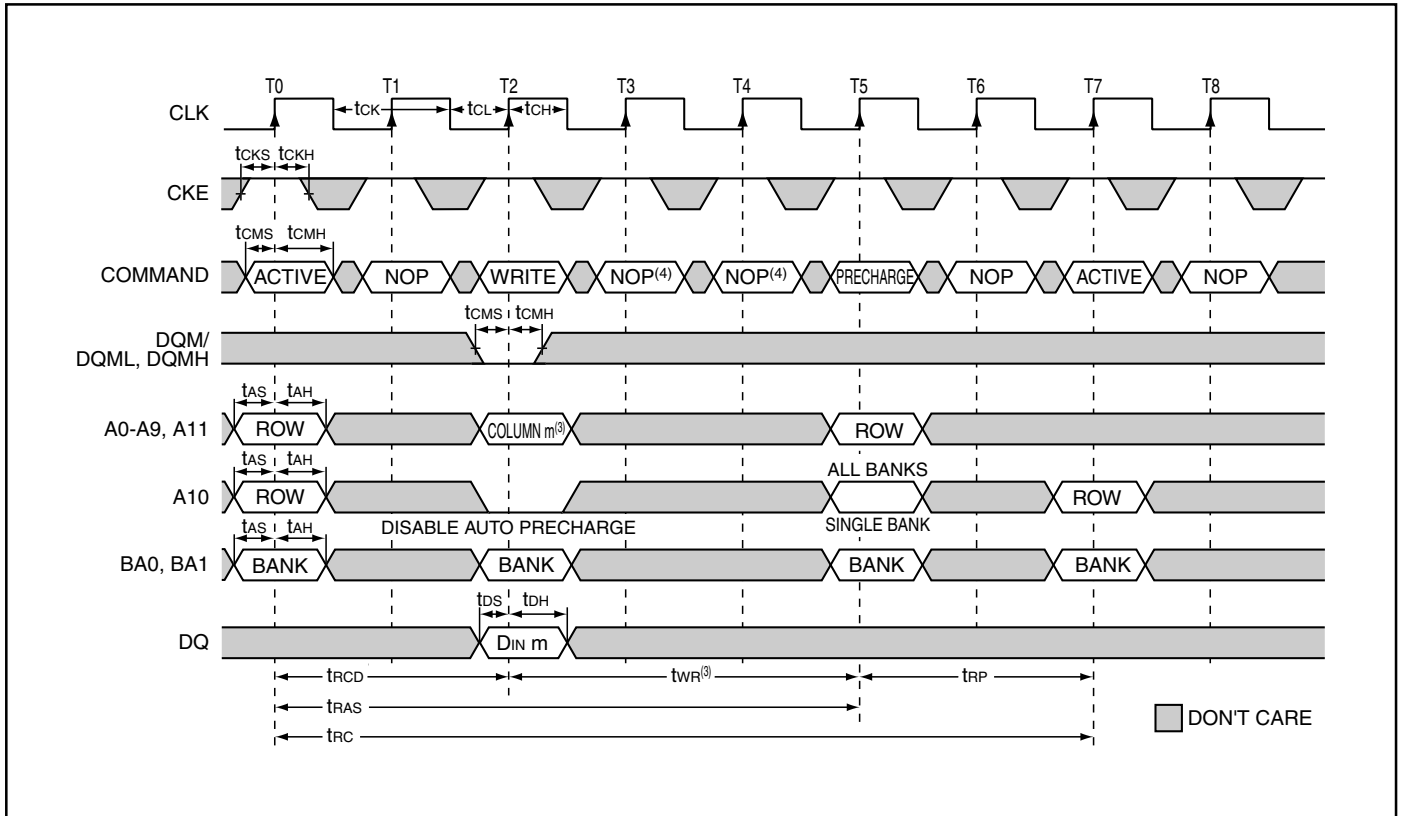 T0 T1 T2 T3 T4 T5 T6 T7 T8
CLK tCK tCL tCH
tCKS tCKH
CKE
tCMS tCMH
COMMAND ACTIVE NOP WRITE NOP(4) NOP(4) PRECHARGE NOP ACTIVE NOP
tCMS tCMH
DQM/
DQML, DQMH
tAS tAH
A0-A9, A11 ROW COLUMN m(3) ROW
tAS tAH ALL BANKS
A10 ROW ROW
tAS tAH DISABLE AUTO PRECHARGE SINGLE BANK
BA0, BA1 BANK BANK BANK BANK
tDS tDH
DQ DIN m
tRCD tWR(3) tRP
tRAS
DON'T CARE
tRC